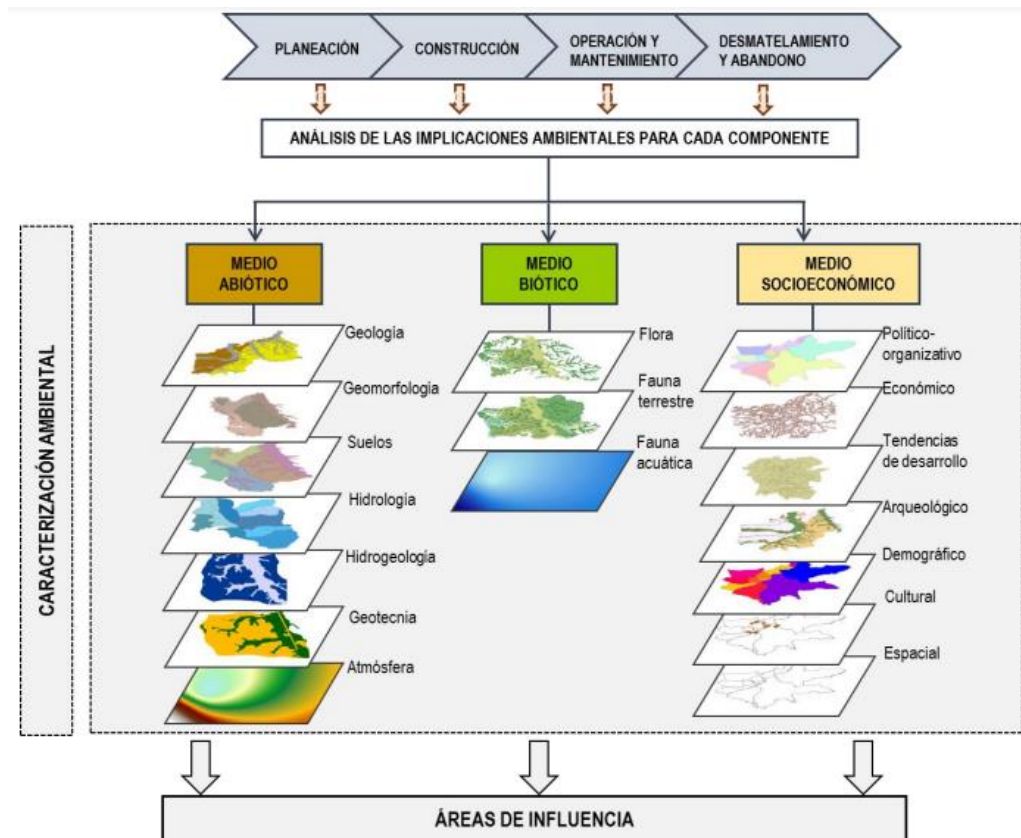 PLANEACIÓN
CONSTRUCCIÓN
OPERACIÓN Y
MANTENIMIENTO
DESMATELAMIENTO
Y ABANDONO
ANÁLISIS DE LAS IMPLICACIONES AMBIENTALES PARA CADA COMPONENTE
CARACTERIZACIÓN AMBIENTAL
MEDIO
ABIÓTICO
Geología
Geomorfología
Suelos
Hidrología
Hidrogeología
Geotecnia
Atmósfera
MEDIO
BIÓTICO
Flora
Fauna
terrestre
Fauna
acuática
MEDIO
SOCIOECONÓMICO
Político-
organizativo
Económico
Tendencias
de desarrollo
Arqueológico
Demográfico
Cultural
Espacial
ÁREAS DE INFLUENCIA